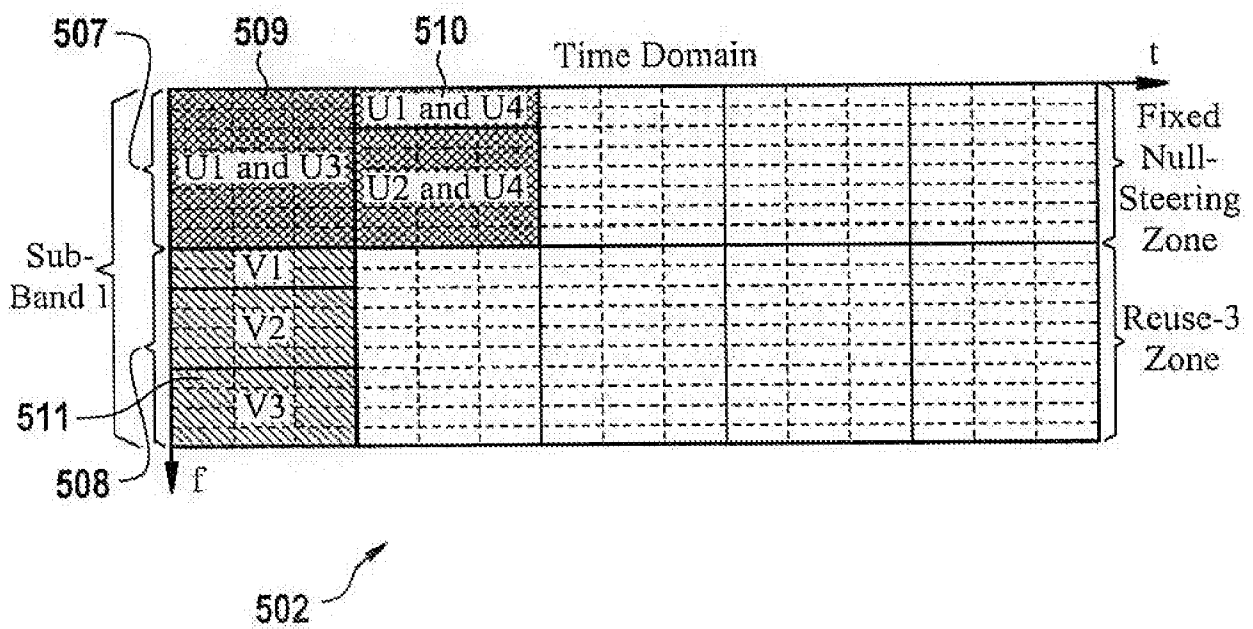 507
509
510
Time Domain
t
U1 and U4
U1 and U3
U2 and U4
Fixed
Null-
Steering
Zone
Sub-
Band 1
V1
V2
V3
Reuse-3
Zone
511
508
f
502